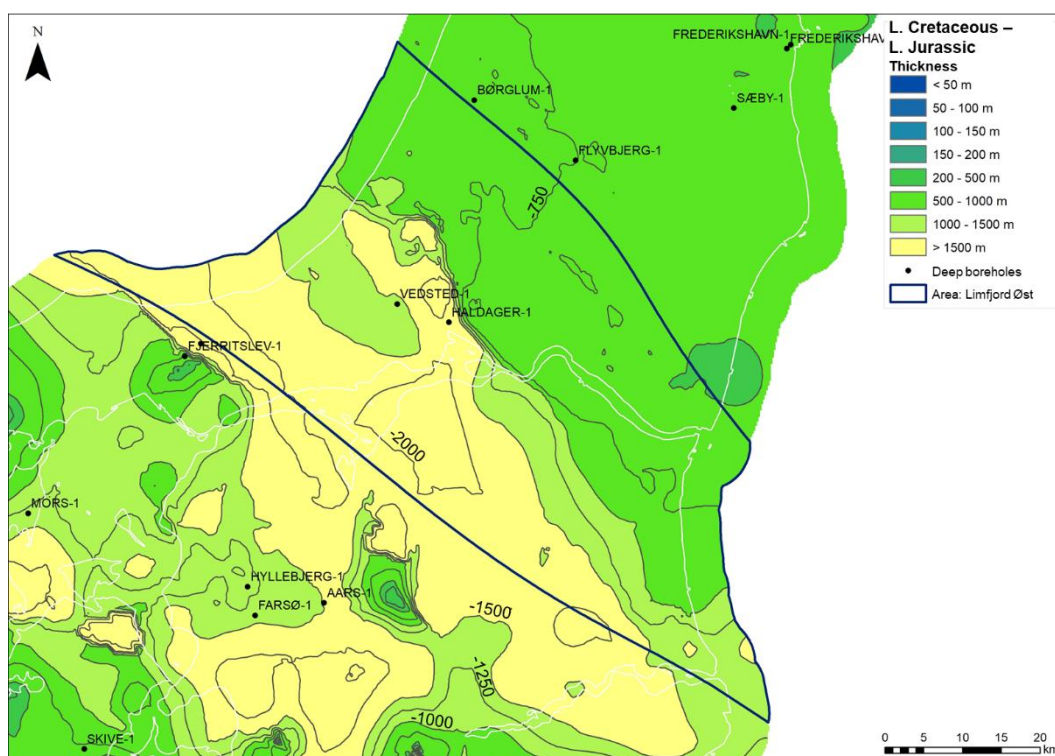 N
L. Cretaceous –
L. Jurassic
Thickness
< 50 m
50 - 100 m
100 - 150 m
150 - 200 m
200 - 500 m
500 - 1000 m
1000 - 1500 m
> 1500 m
Deep boreholes
Area: Limfjord Øst
FREDERIKSHAVN-1
FREDERIKSHAV
BØRGLUM-1
SÆBY-1
FLYVBJERG-1
-750
VEDSTED-1
HALDAGER-1
FJERRITSLEV-1
-2000
MORS-1
HYLLEBJERG-1
AARS-1
FARSØ-1
-1500
-1250
-1000
SKIVE-1
0 5 10 15 20
km